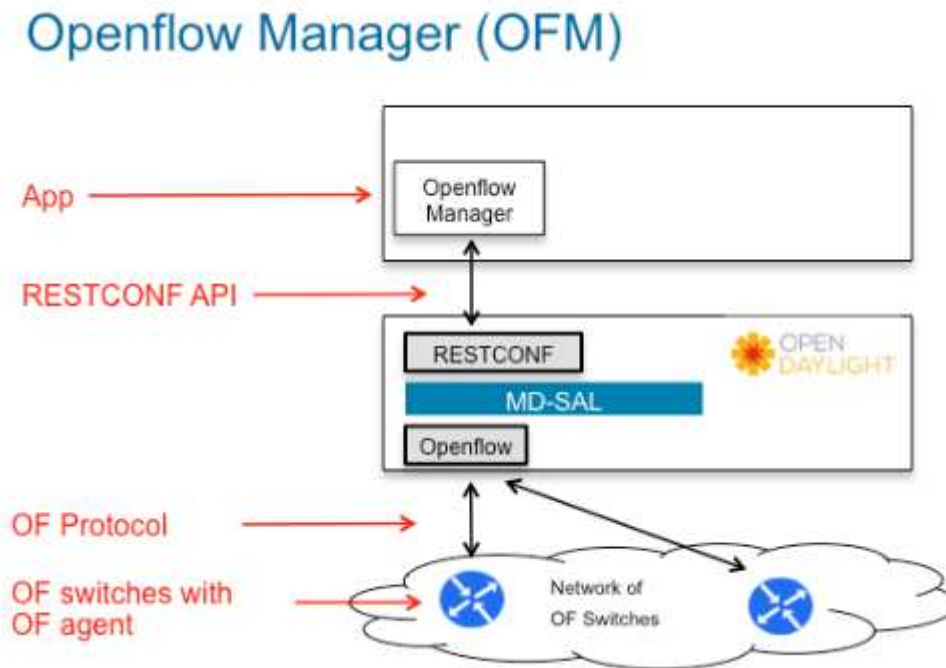 Openflow Manager (OFM)
App
Openflow
Manager
RESTCONF API
RESTCONF
OPEN
DAYLIGHT
MD-SAL
Openflow
OF Protocol
OF switches with
OF agent
Network of
OF Switches